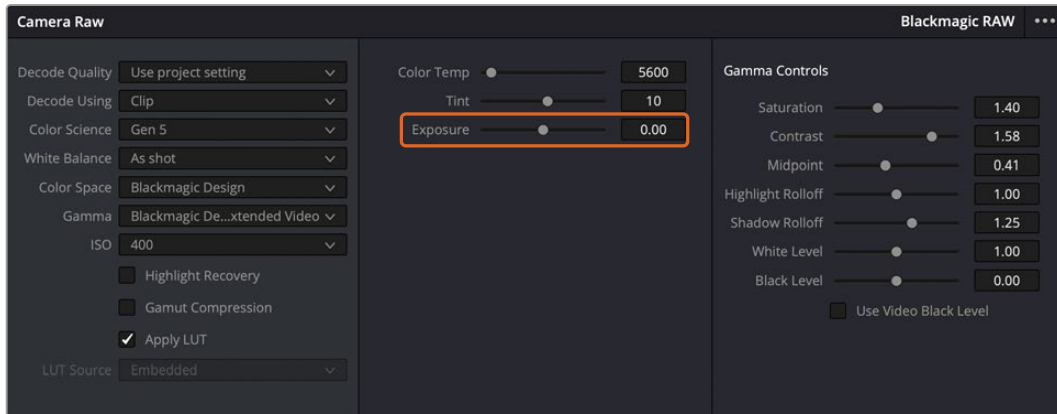 Camera Raw
Blackmagic RAW
Decode Quality Use project setting
Decode Using Clip
Color Science Gen 5
White Balance As shot
Color Space Blackmagic Design
Gamma Blackmagic De...xtended Video
ISO 400
Highlight Recovery
Gamut Compression
Apply LUT
LUT Source Embedded
Color Temp 5600
Tint 10
Exposure 0.00
Gamma Controls
Saturation 1.40
Contrast 1.58
Midpoint 0.41
Highlight Rolloff 1.00
Shadow Rolloff 1.25
White Level 1.00
Black Level 0.00
Use Video Black Level